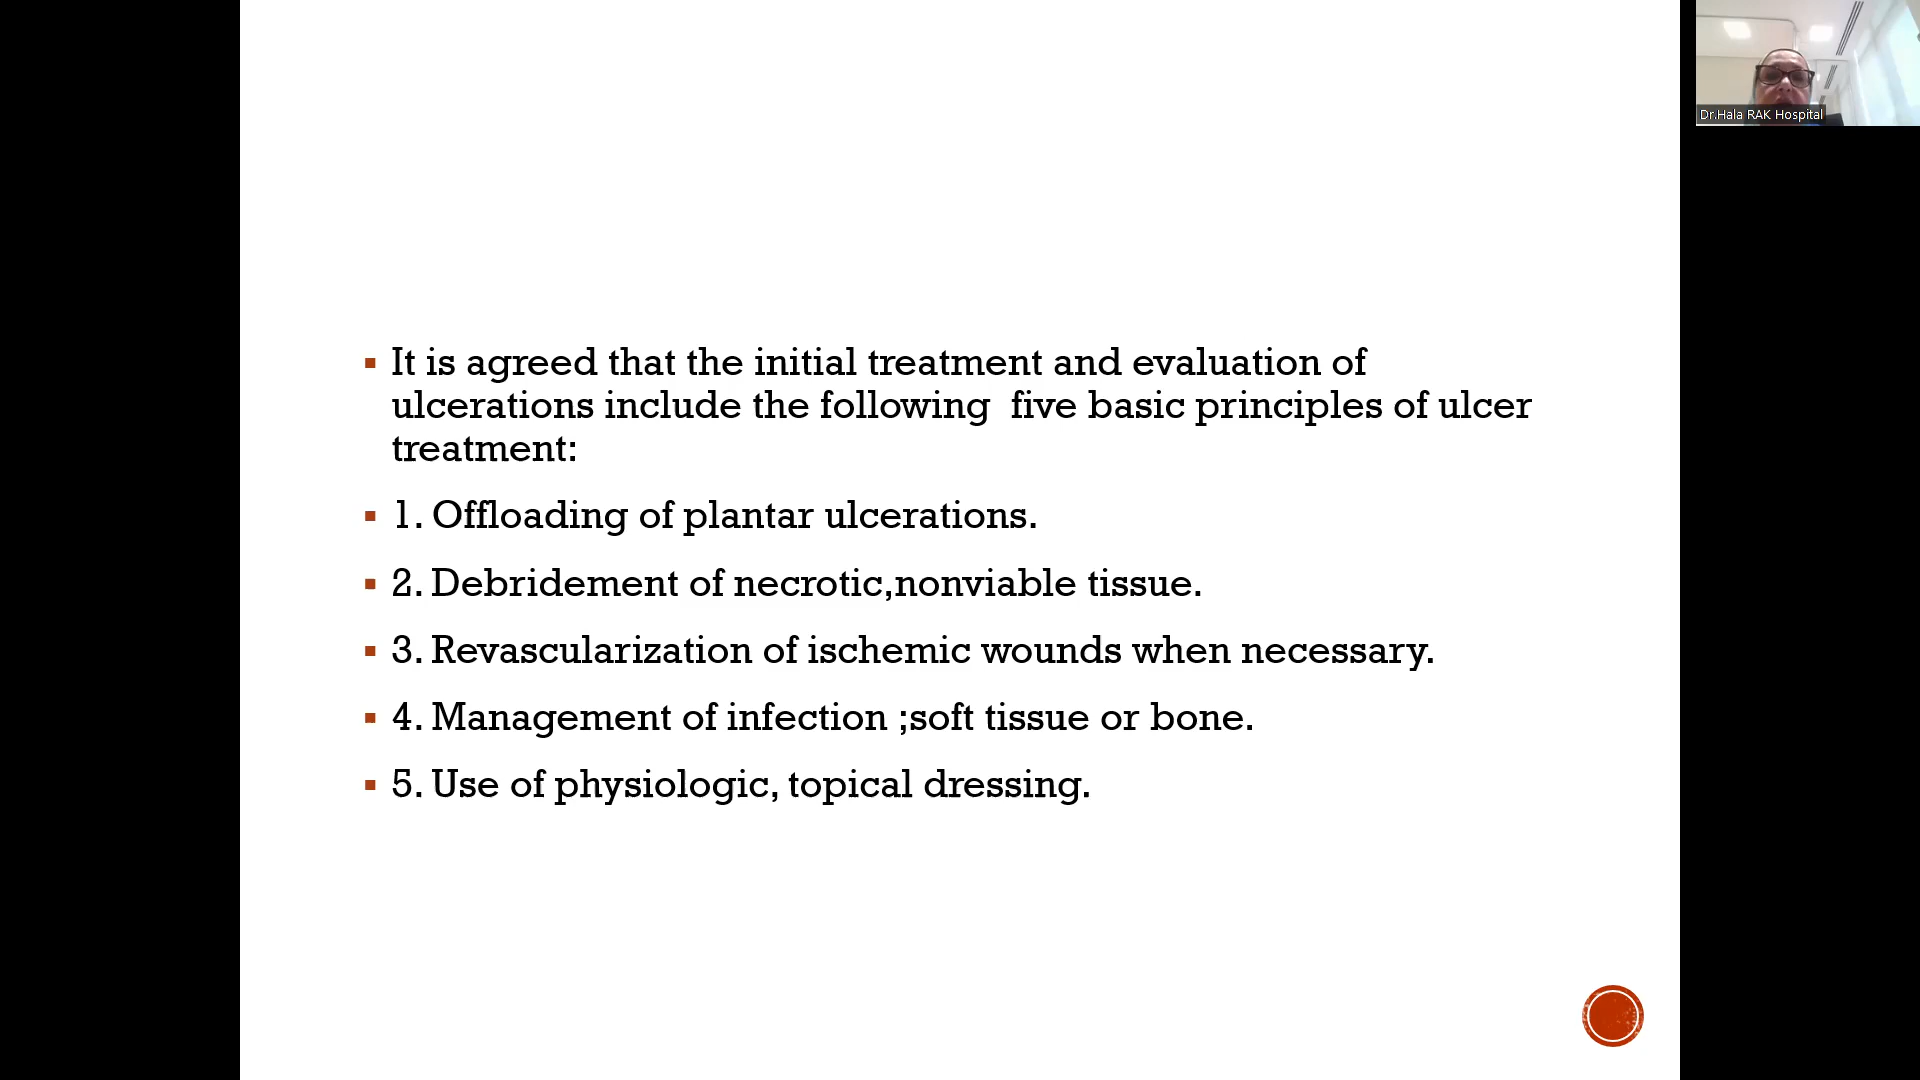 Dr.Hala RAK Hospital
▪ It is agreed that the initial treatment and evaluation of
ulcerations include the following  five basic principles of ulcer
treatment:
▪ 1. Offloading of plantar ulcerations.
▪ 2. Debridement of necrotic,nonviable tissue.
▪ 3. Revascularization of ischemic wounds when necessary.
▪ 4. Management of infection ;soft tissue or bone.
▪ 5. Use of physiologic, topical dressing.